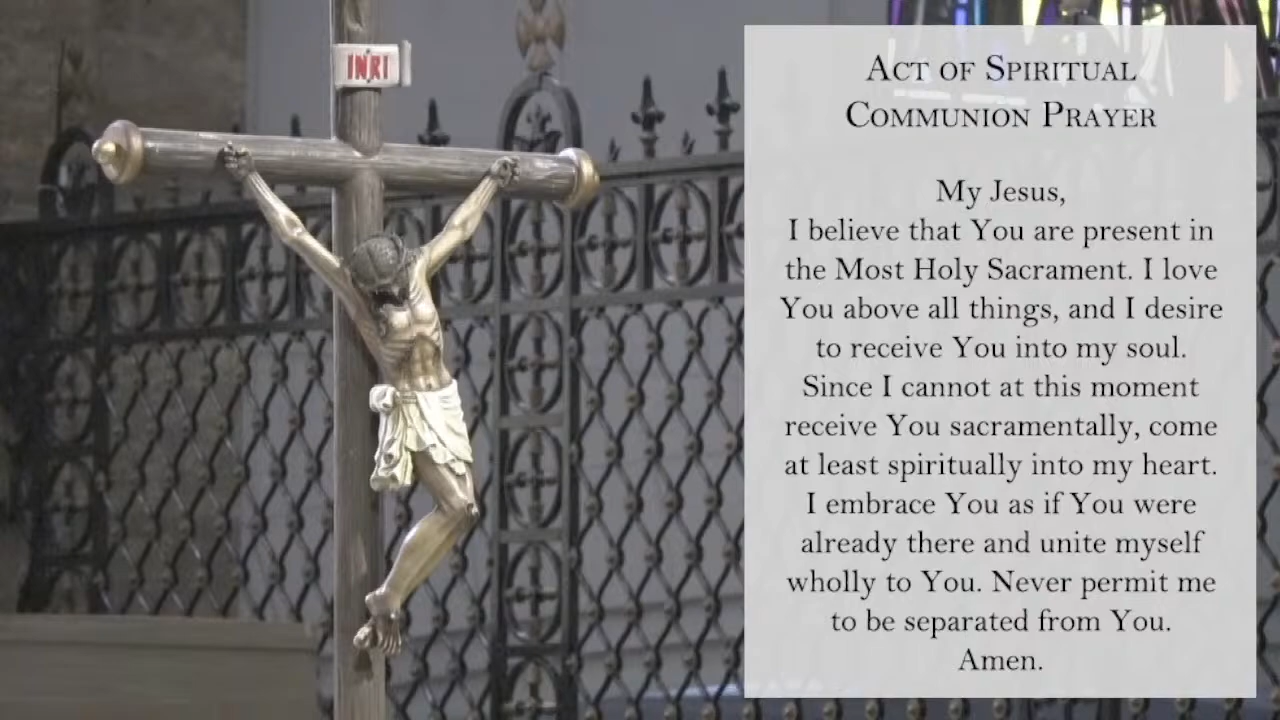 INRI
Act of Spiritual
Communion Prayer
My Jesus,
I believe that You are present in
the Most Holy Sacrament. I love
You above all things, and I desire
to receive You into my soul.
Since I cannot at this moment
receive You sacramentally, come
at least spiritually into my heart.
I embrace You as if You were
already there and unite myself
wholly to You. Never permit me
to be separated from You.
Amen.